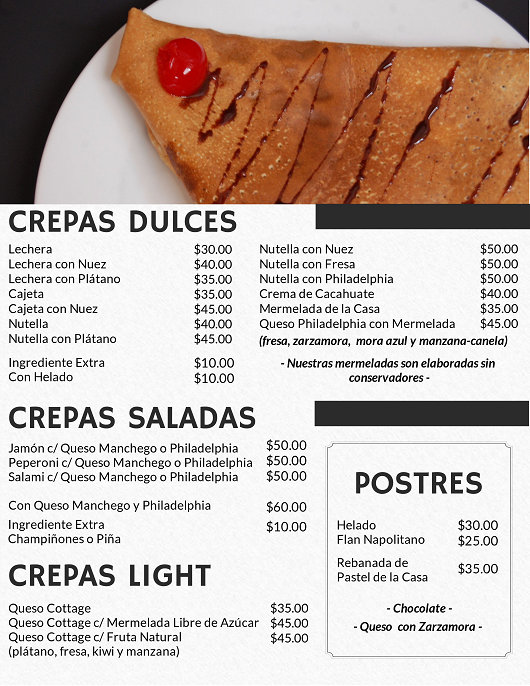 CREPAS DULCES
Lechera $30.00
Lechera con Nuez $40.00
Lechera con Plátano $35.00
Cajeta $35.00
Cajeta con Nuez $45.00
Nutella $40.00
Nutella con Plátano $45.00
Ingrediente Extra $10.00
Con Helado $10.00
Nutella con Nuez $50.00
Nutella con Fresa $50.00
Nutella con Philadelphia $50.00
Crema de Cacahuate $40.00
Mermelada de la Casa $35.00
Queso Philadelphia con Mermelada $45.00
(fresa, zarzamora, mora azul y manzana-canela)
- Nuestras mermeladas son elaboradas sin
conservadores -
CREPAS SALADAS
Jamón c/ Queso Manchego o Philadelphia $50.00
Peperoni c/ Queso Manchego o Philadelphia $50.00
Salami c/ Queso Manchego o Philadelphia $50.00
Con Queso Manchego y Philadelphia $60.00
Ingrediente Extra $10.00
Champiñones o Piña
CREPAS LIGHT
Queso Cottage $35.00
Queso Cottage c/ Mermelada Libre de Azúcar $45.00
Queso Cottage c/ Fruta Natural $45.00
(plátano, fresa, kiwi y manzana)
POSTRES
Helado $30.00
Flan Napolitano $25.00
Rebanada de
Pastel de la Casa $35.00
- Chocolate -
- Queso con Zarzamora -